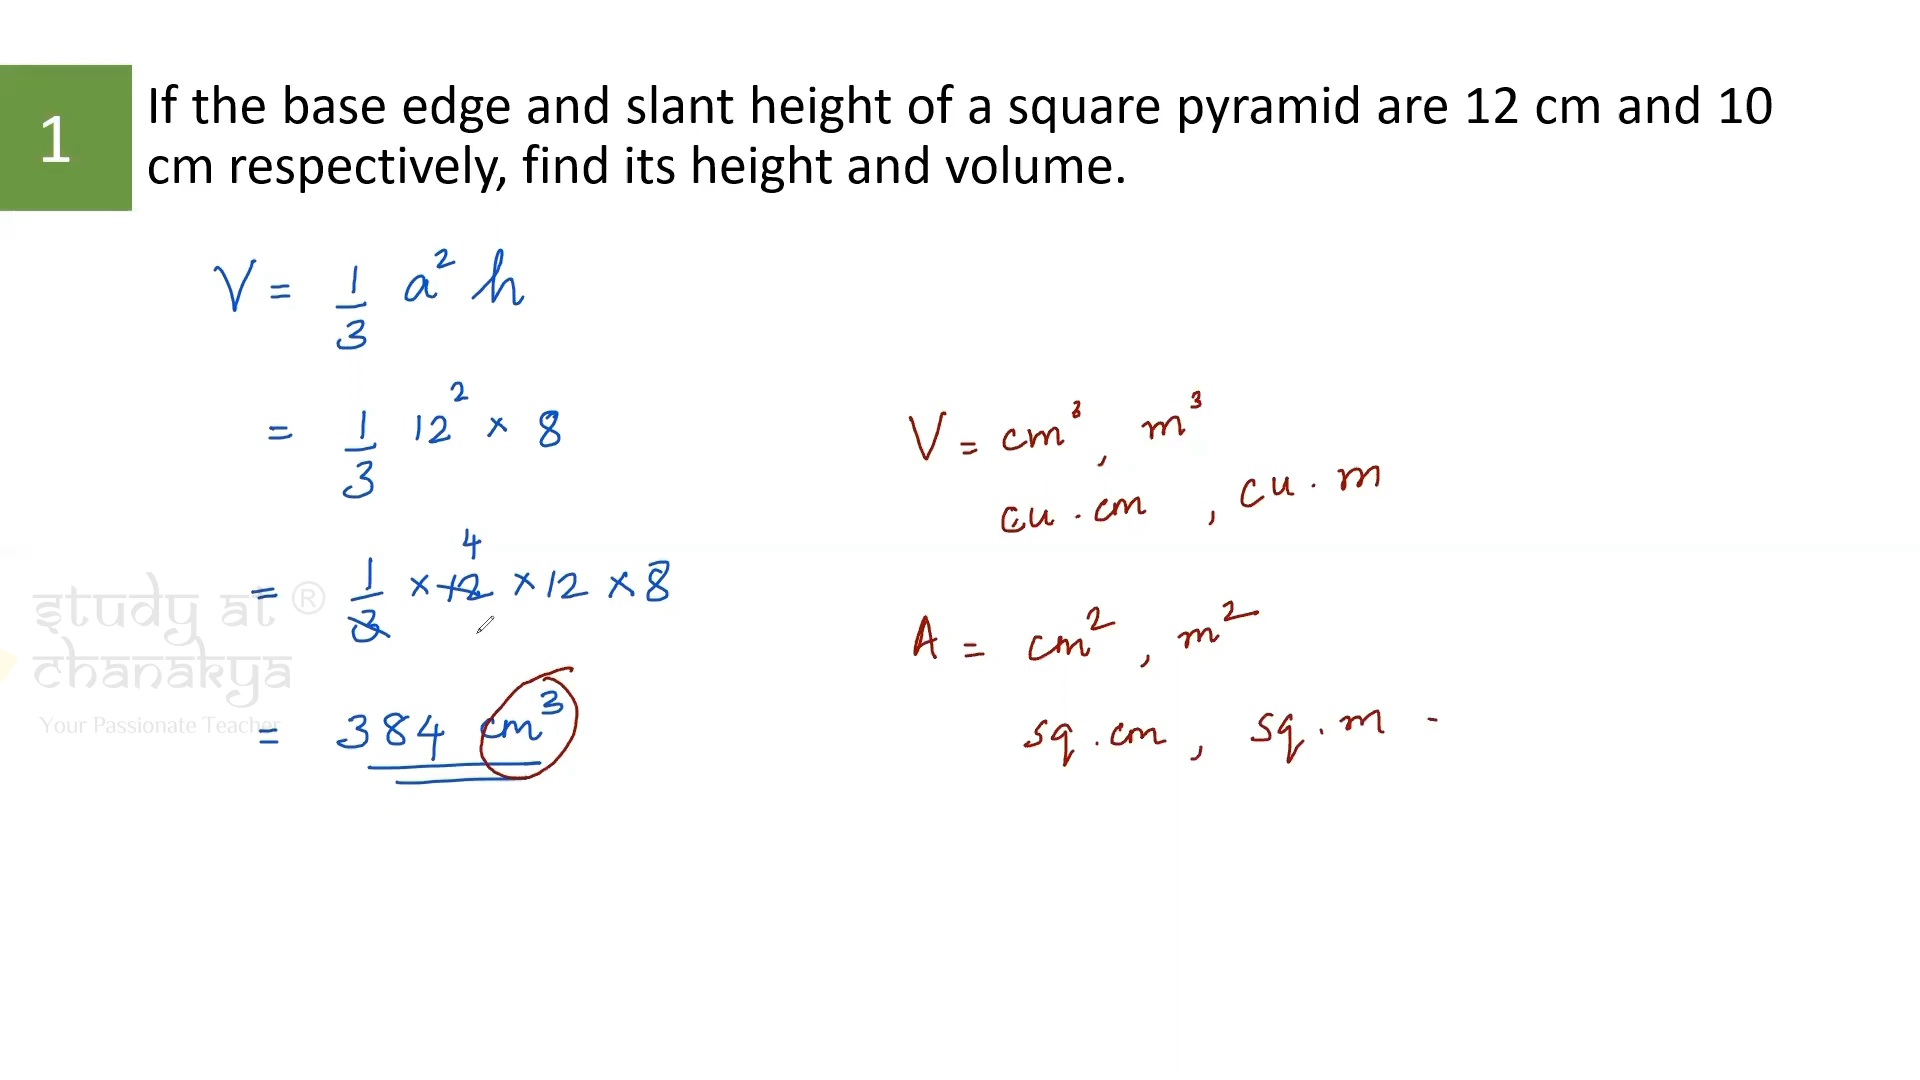 1
If the base edge and slant height of a square pyramid are 12 cm and 10
cm respectively, find its height and volume.
V = 1/3 a² h
= 1/3 12² × 8
= 1/3 × 12 × 12 × 8
4
= 384 cm³
V = cm³, m³
cu. cm, cu. m
A = cm², m²
sq. cm, sq. m -
study at ®
chanakya
Your Passionate Teacher